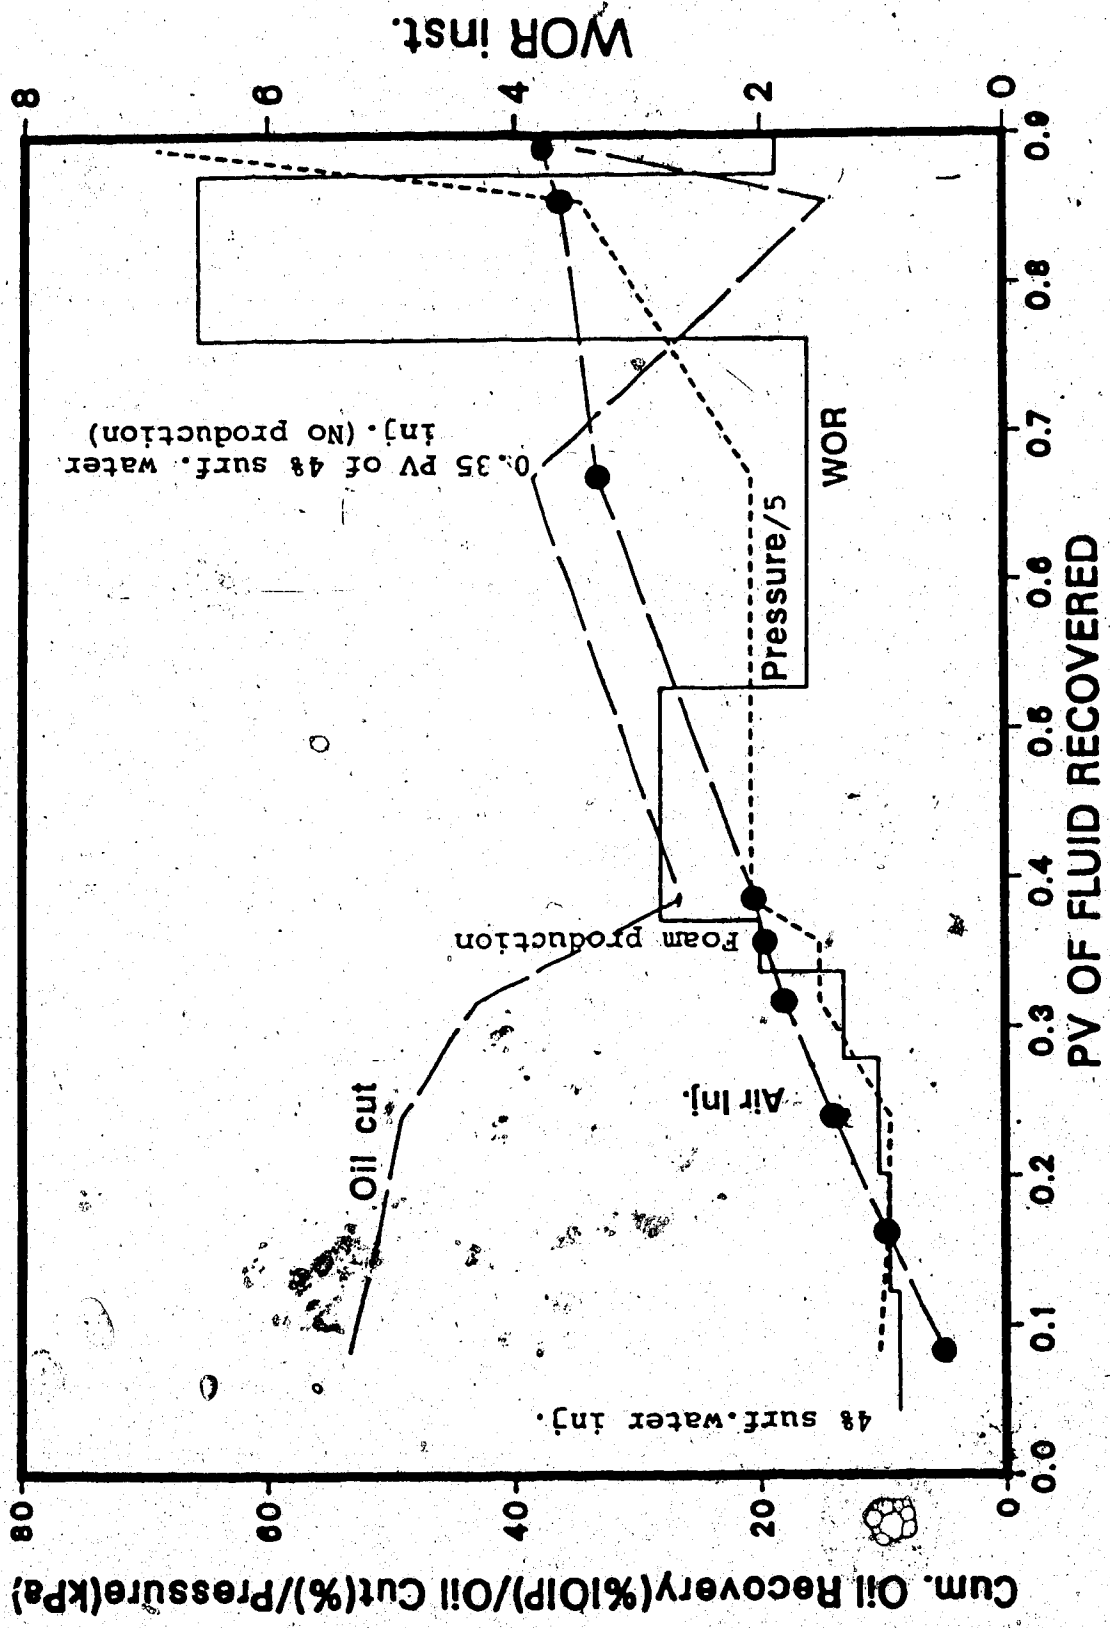 Cum. Oil Recovery(%IOIP)/Oil Cut(%)/Pressure(kPa)
80
60
40
20
0
WOR inst.
8
6
4
2
0
0.0
0.1
0.2
0.3
0.4
0.5
0.6
0.7
0.8
0.9
PV OF FLUID RECOVERED
Oil cut
4% surf.water inj.
Air Inj.
Foam production
0.35 PV of 4% surf. water
inj.(No production)
Pressure/5
WOR